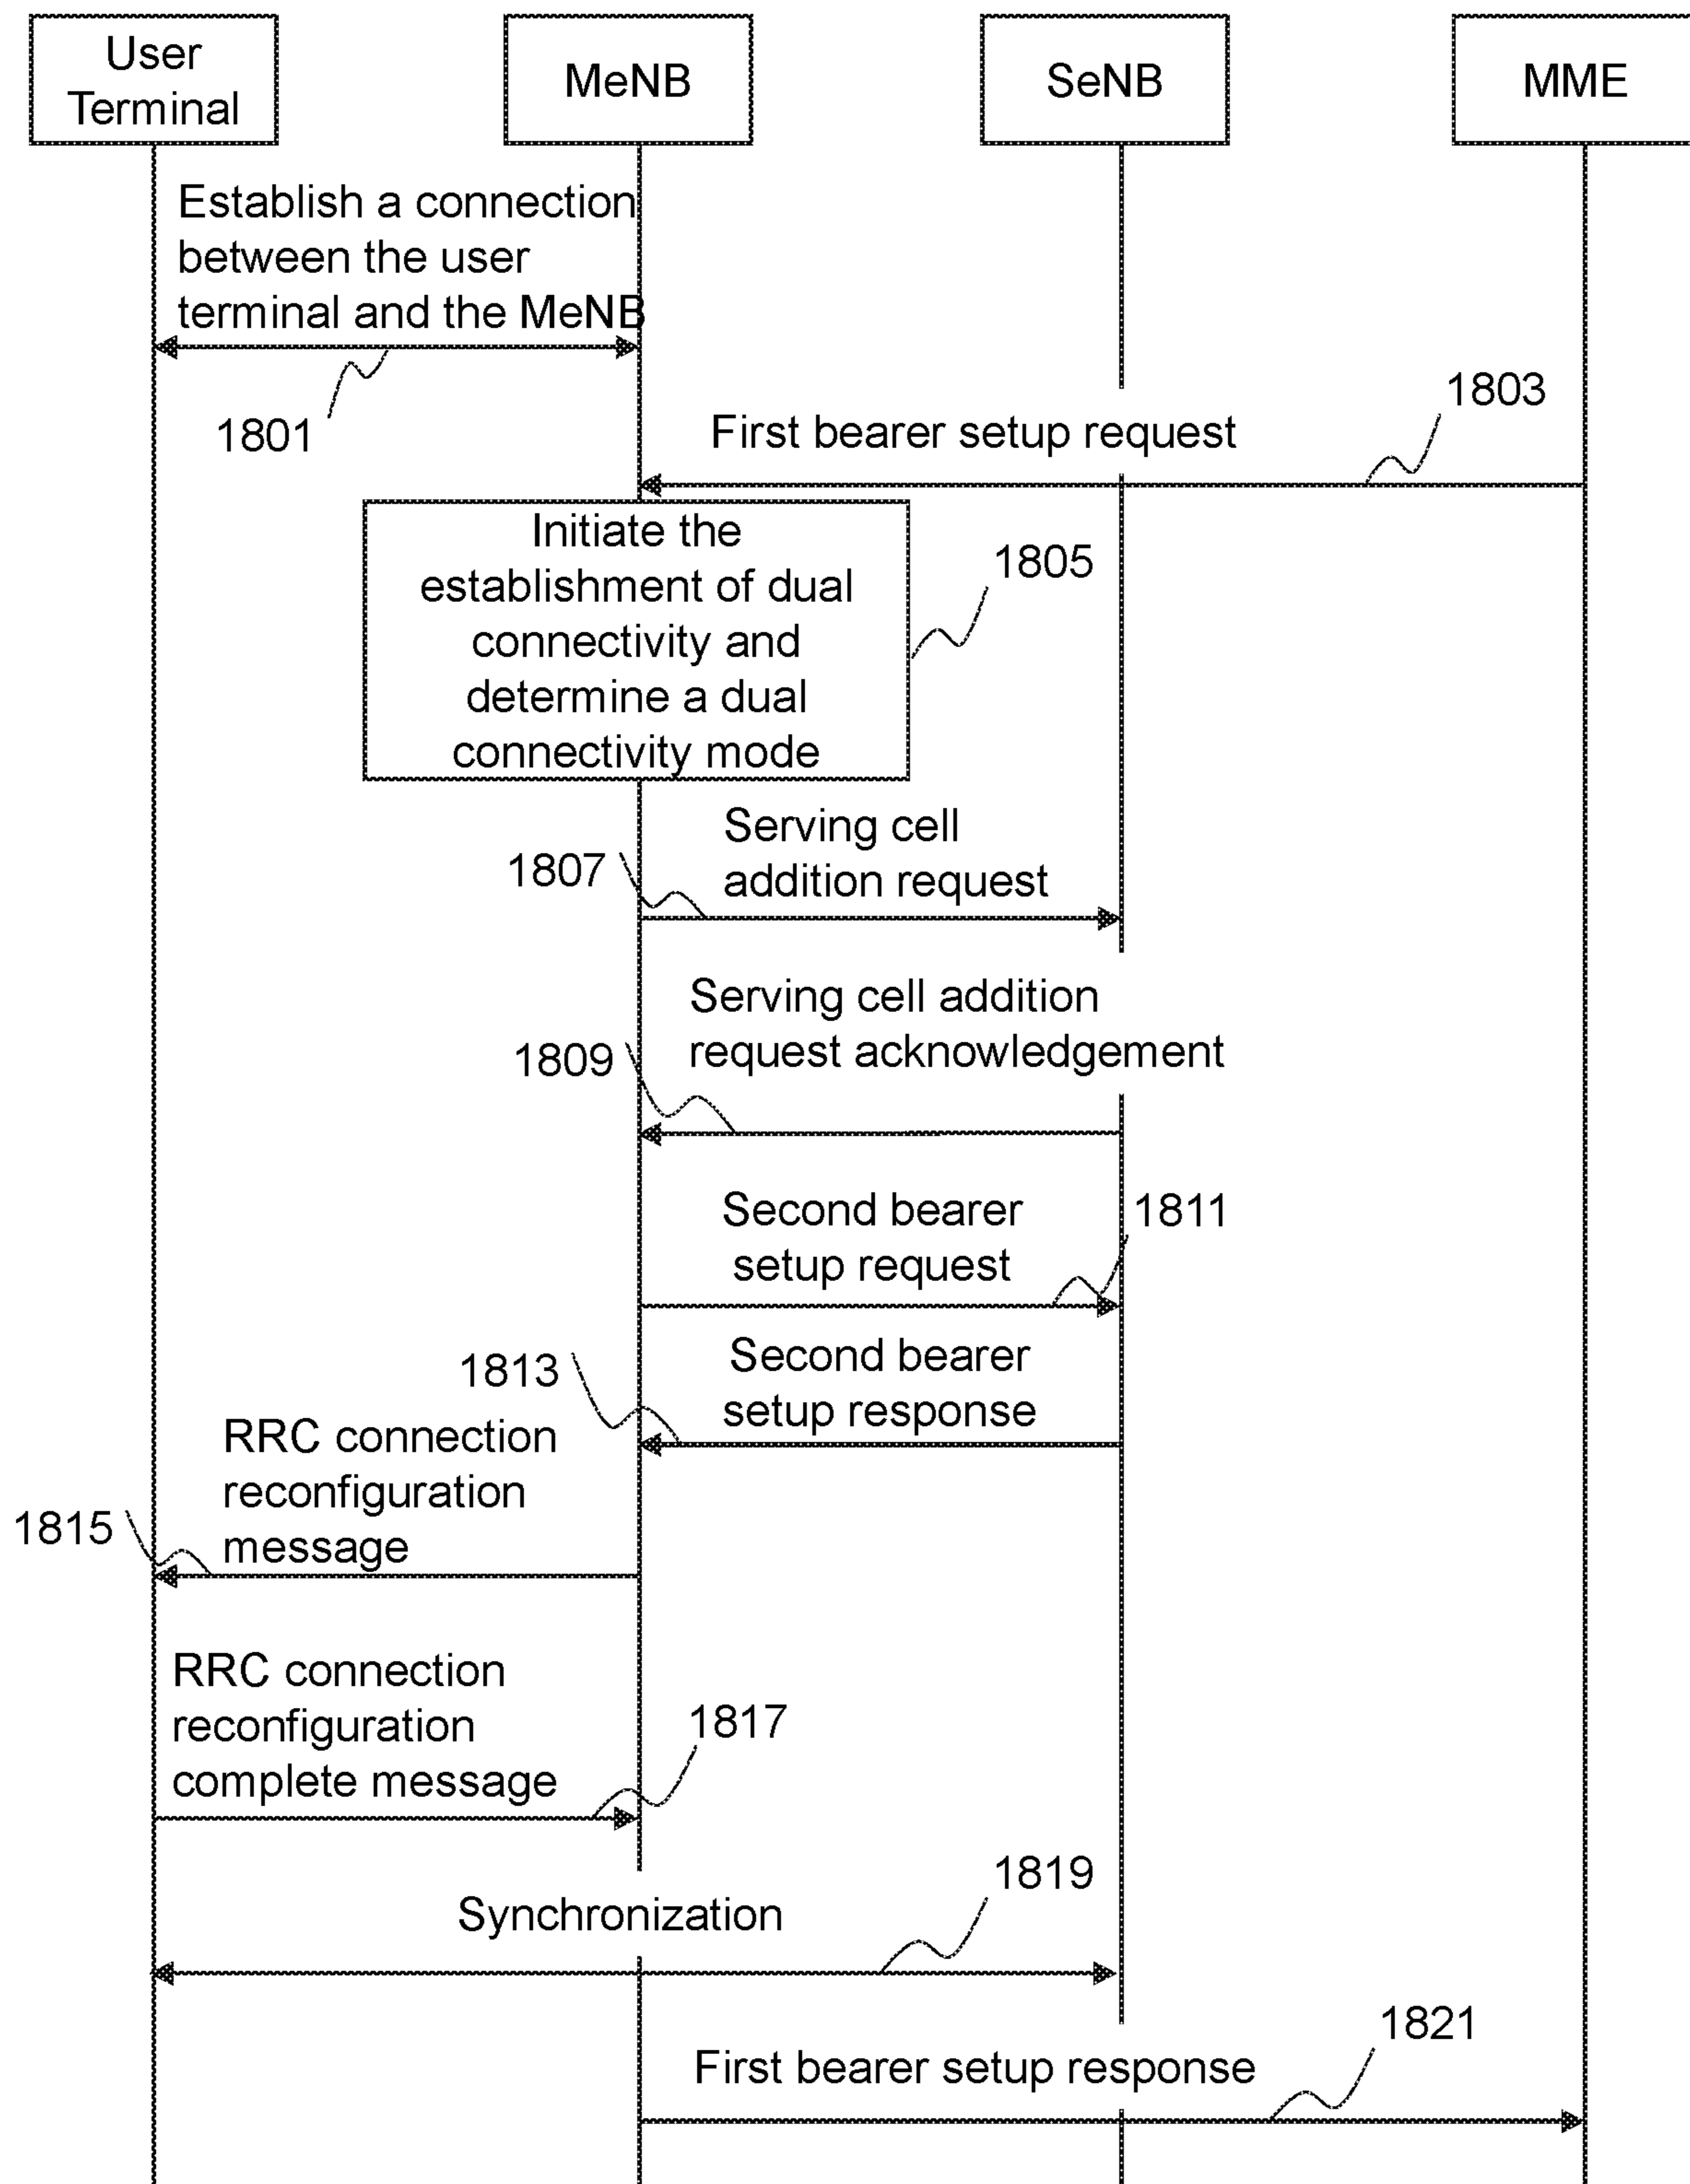 User
Terminal
MeNB
SeNB
MME
Establish a connection
between the user
terminal and the MeNB
1801
1803
First bearer setup request
Initiate the
establishment of dual
connectivity and
determine a dual
connectivity mode
1805
Serving cell
addition request
1807
Serving cell addition
request acknowledgement
1809
Second bearer
setup request
1811
Second bearer
setup response
1813
RRC connection
reconfiguration
message
1815
RRC connection
reconfiguration
complete message
1817
1819
Synchronization
1821
First bearer setup response